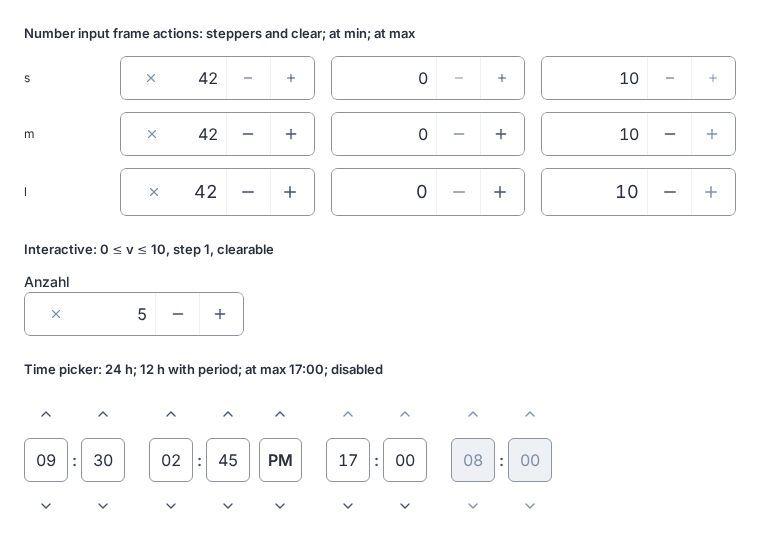 Number input frame actions: steppers and clear; at min; at max
s × 42 − + 0 − + 10 − +
m × 42 − + 0 − + 10 − +
l × 42 − + 0 − + 10 − +
Interactive: 0 ≤ v ≤ 10, step 1, clearable
Anzahl
× 5 − +
Time picker: 24 h; 12 h with period; at max 17:00; disabled
09 : 30 02 : 45 PM 17 : 00 08 : 00